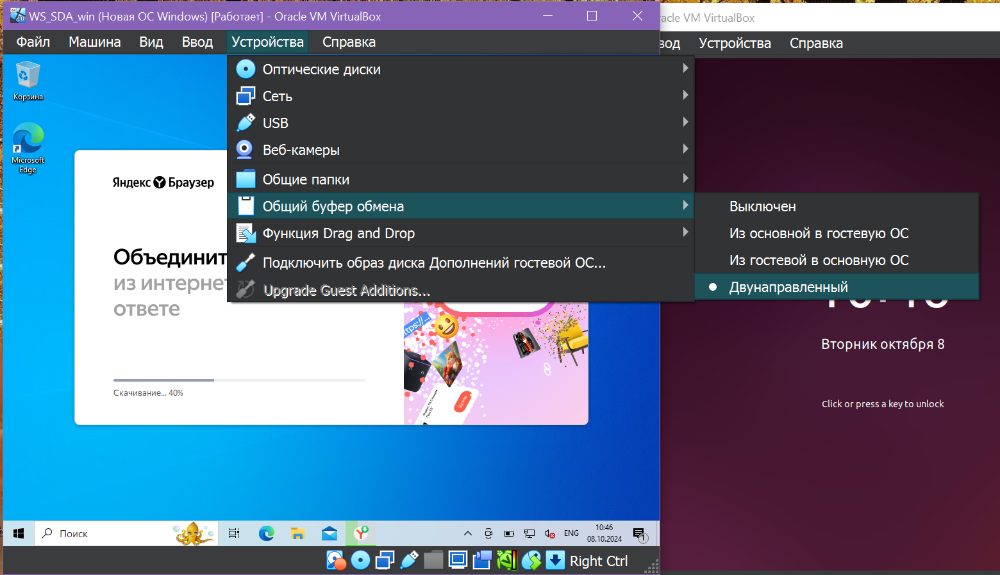 WS_SDA_win (Новая ОС Windows) [Работает] - Oracle VM VirtualBox
acle VM VirtualBox
Файл Машина Вид Ввод Устройства Справка
вод Устройства Справка
Корзина
Microsoft
Edge
Оптические диски
Сеть
USB
Веб-камеры
Общие папки
Общий буфер обмена
Функция Drag and Drop
Подключить образ диска Дополнений гостевой ОС...
Upgrade Guest Additions...
Выключен
Из основной в гостевую ОС
Из гостевой в основную ОС
Двунаправленный
Яндекс Браузер
Объединит
из интернет
ответе
Скачивание... 40%
ttps://...
Купить
Вторник октября 8
Click or press a key to unlock
Поиск
ENG
10:46
08.10.2024
1
Right Ctrl